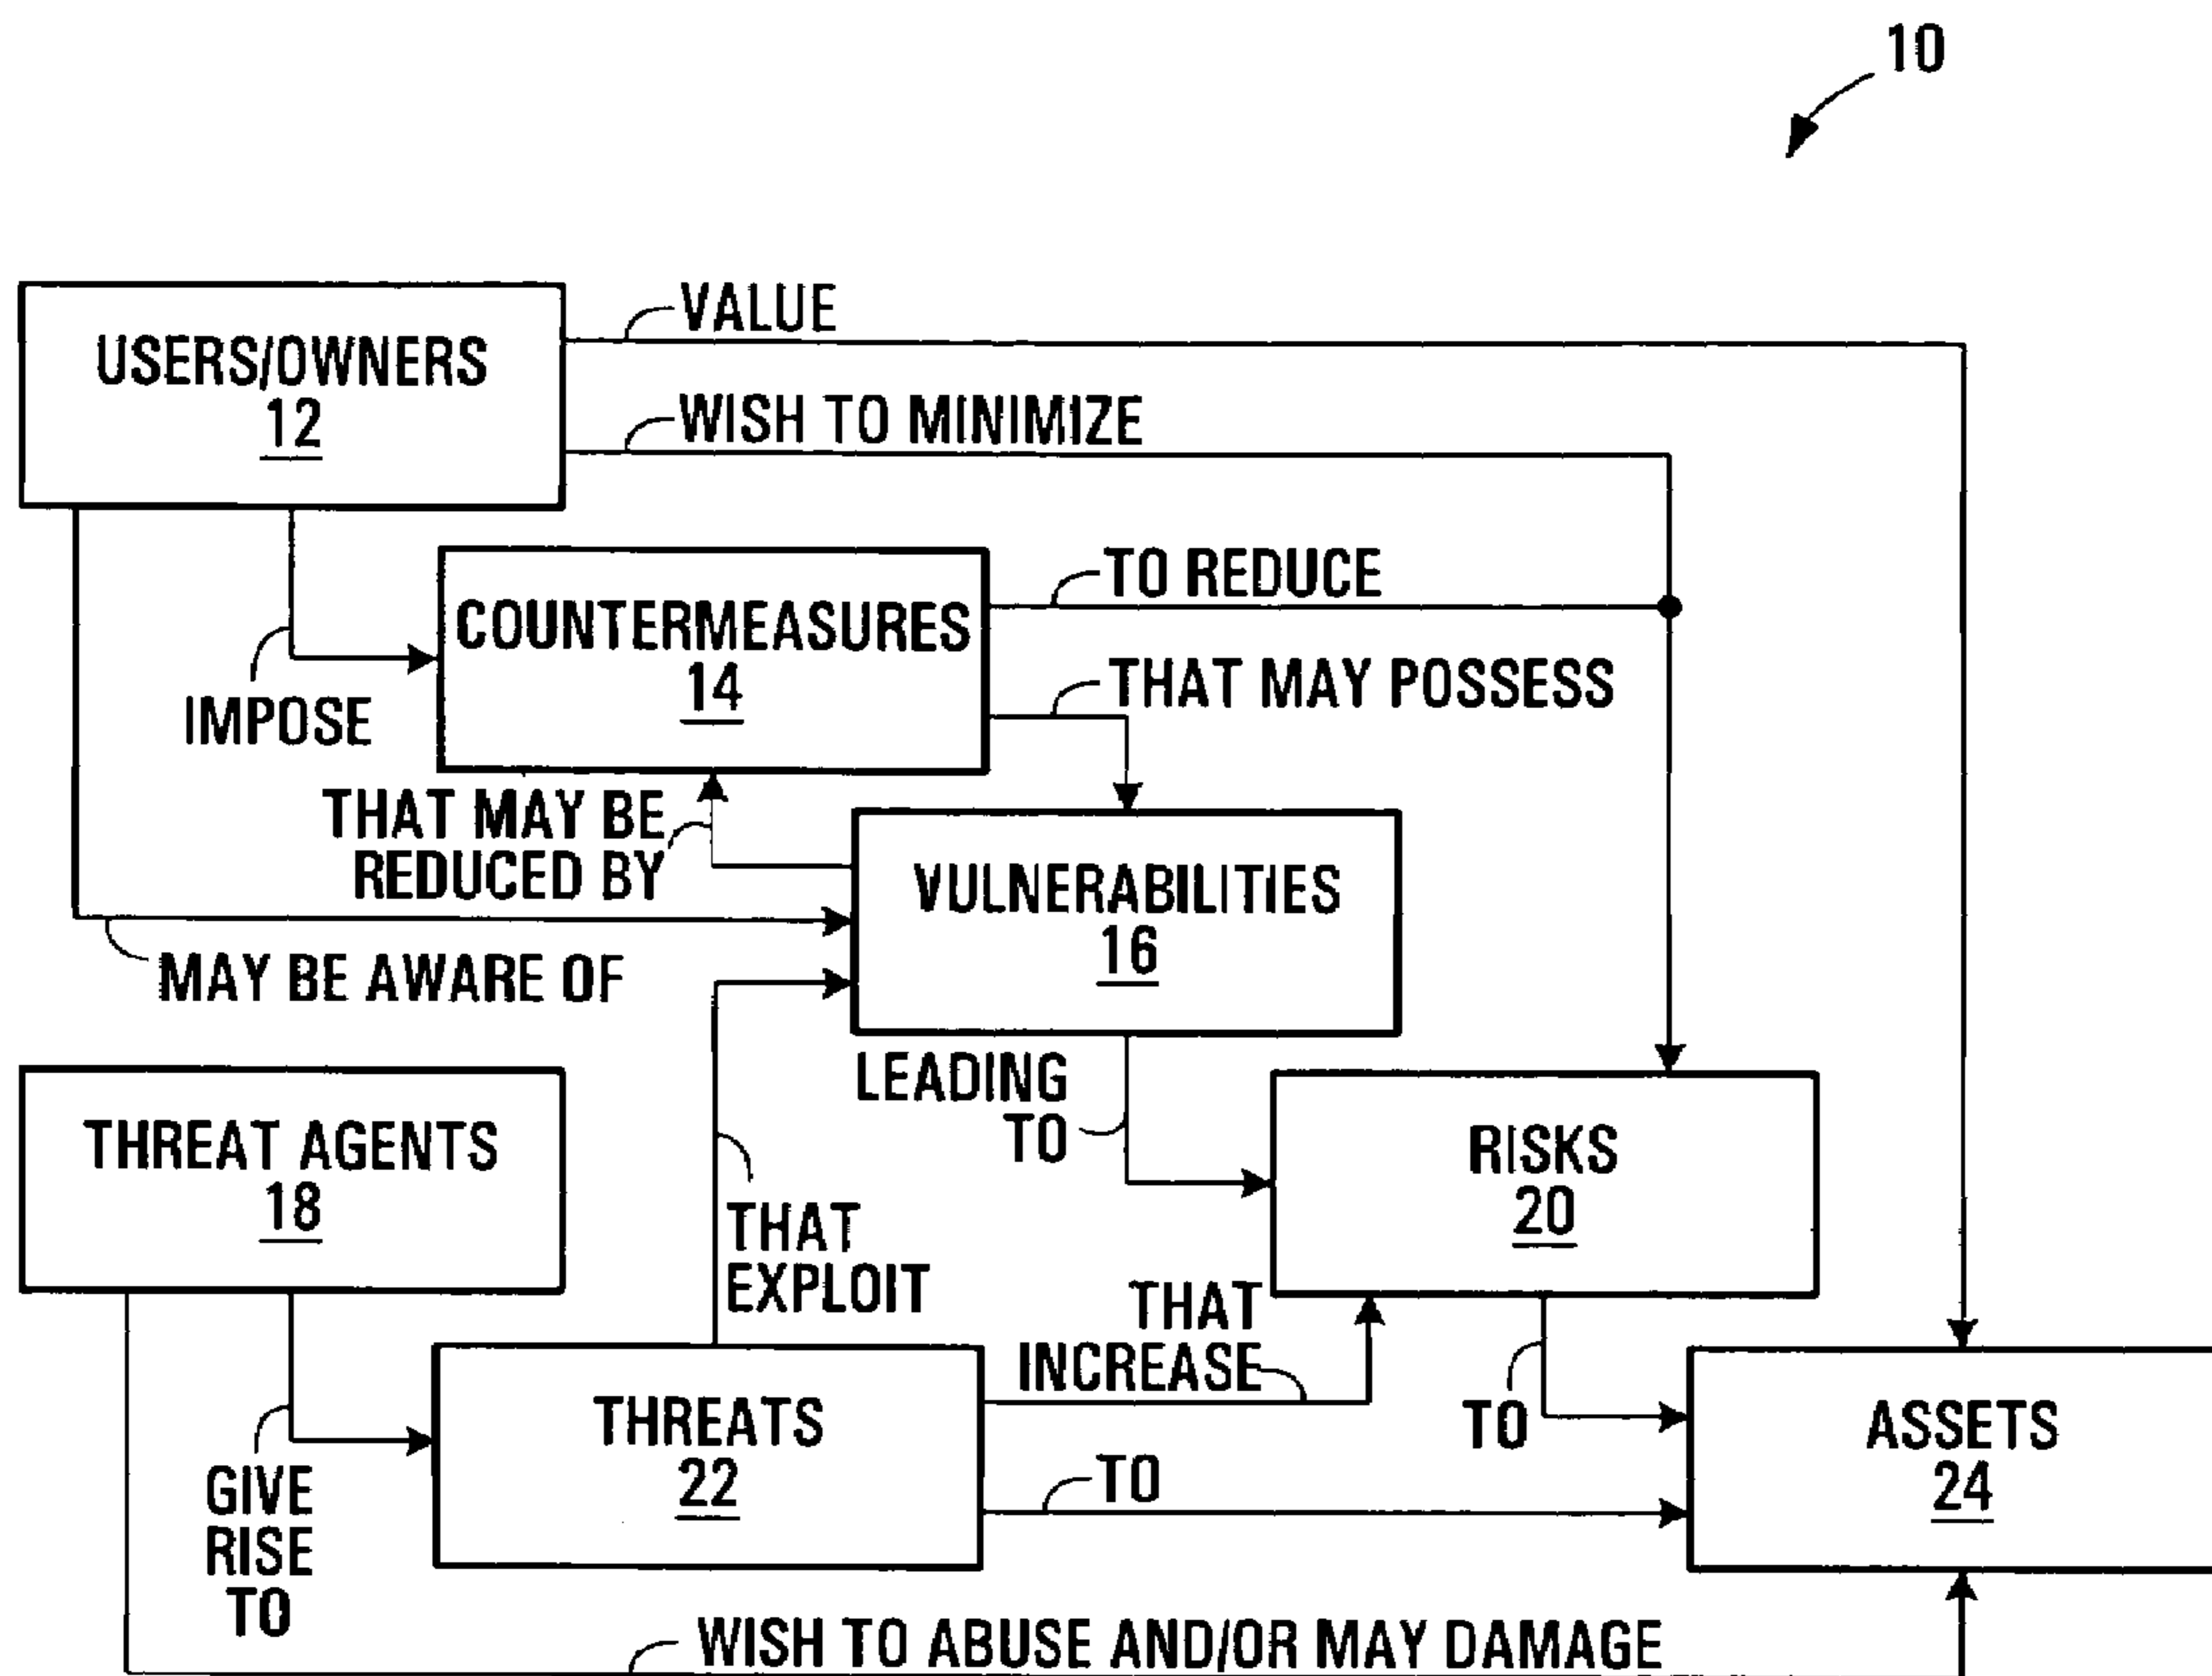 10
VALUE
USERS/OWNERS
12
WISH TO MINIMIZE
TO REDUCE
COUNTERMEASURES
14
THAT MAY POSSESS
IMPOSE
THAT MAY BE
REDUCED BY
VULNERABILITIES
16
MAY BE AWARE OF
LEADING
TO
THREAT AGENTS
18
RISKS
20
THAT
EXPLOIT
THAT
INCREASE
THREATS
22
TO
ASSETS
24
TO
GIVE
RISE
TO
WISH TO ABUSE AND/OR MAY DAMAGE